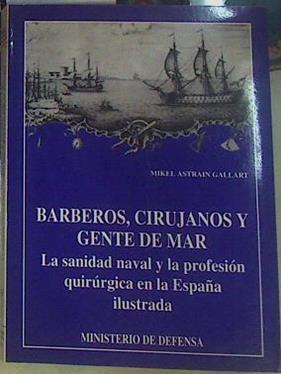 MIKEL ASTRAIN GALLART
BARBEROS, CIRUJANOS Y
GENTE DE MAR
La sanidad naval y la profesión
quirúrgica en la España
ilustrada
MINISTERIO DE DEFENSA